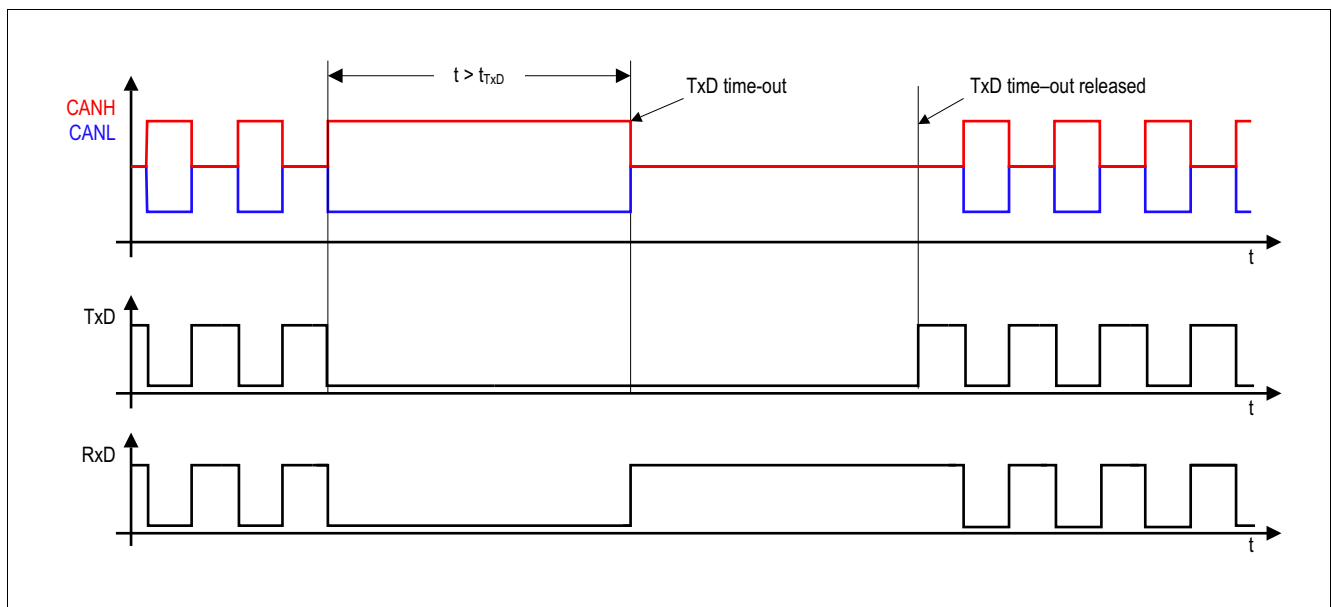 t > tTxD
TxD time-out
TxD time–out released
CANH
CANL
t
TxD
t
RxD
t